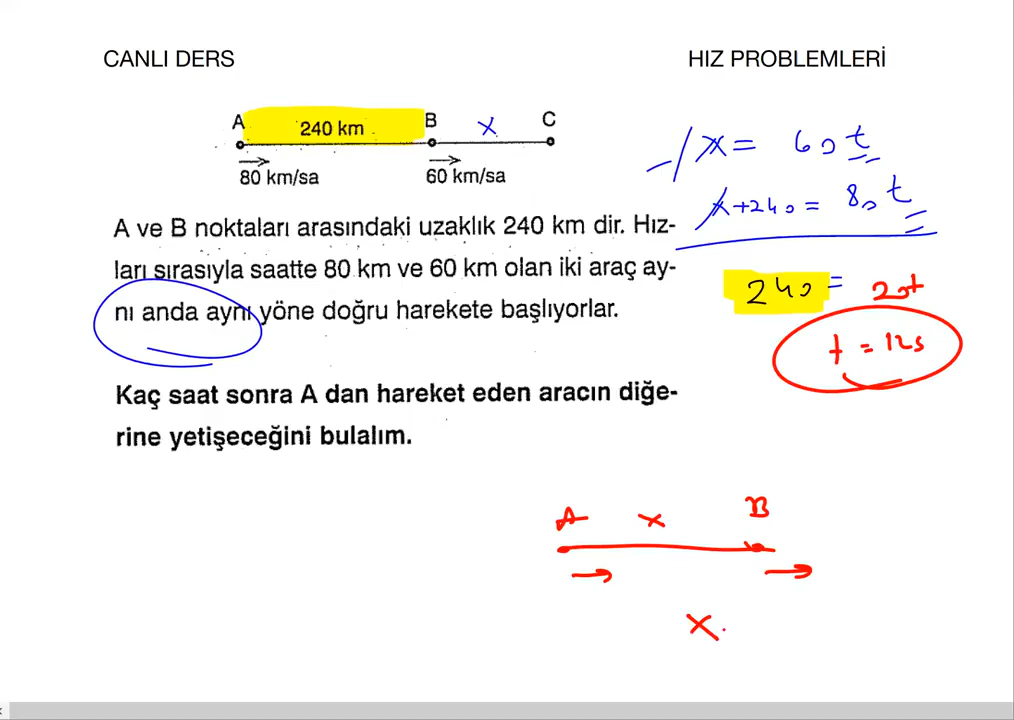 CANLI DERS
HIZ PROBLEMLERİ
A 240 km B x C
80 km/sa 60 km/sa
A ve B noktaları arasındaki uzaklık 240 km dir. Hız-
ları sırasıyla saatte 80 km ve 60 km olan iki araç ay-
nı anda aynı yöne doğru harekete başlıyorlar.
Kaç saat sonra A dan hareket eden aracın diğe-
rine yetişeceğini bulalım.
-/ x = 60t
x+240 = 80t
240 = 20t
t = 12s
A x B
x.